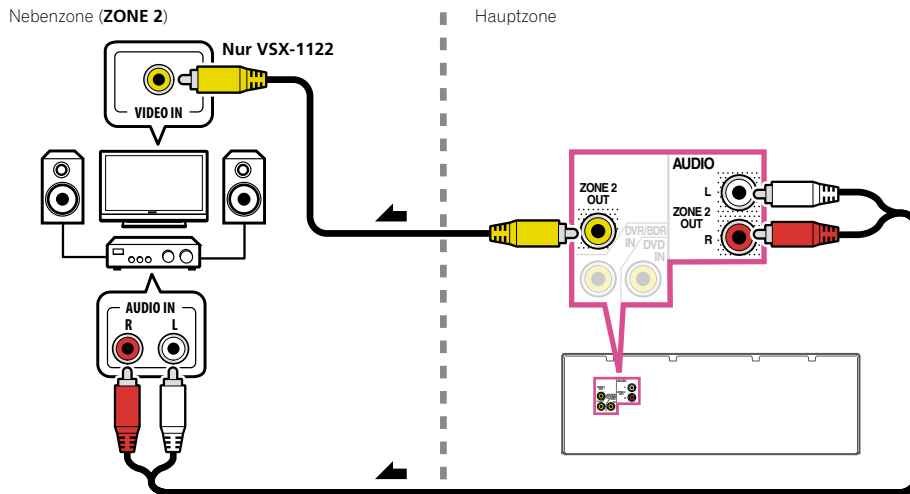 Nebenzone (ZONE 2)
Hauptzone
Nur VSX-1122
VIDEO IN
AUDIO
L
ZONE 2
OUT
R
ZONE 2
OUT
DVR/BDR
IN
DVD
IN
AUDIO IN
R L